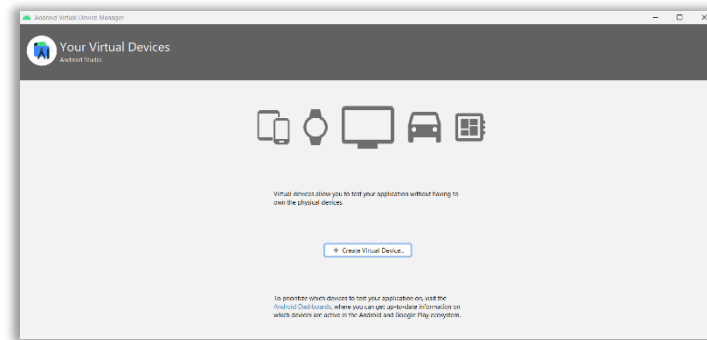 Android Virtual Device Manager
Your Virtual Devices
Android Studio
Virtual devices allow you to test your application without having to
own the physical devices.
+ Create Virtual Device...
To prioritize which devices to test your application on, visit the
Android Dashboards, where you can get up-to-date information on
which devices are active in the Android and Google Play ecosystem.